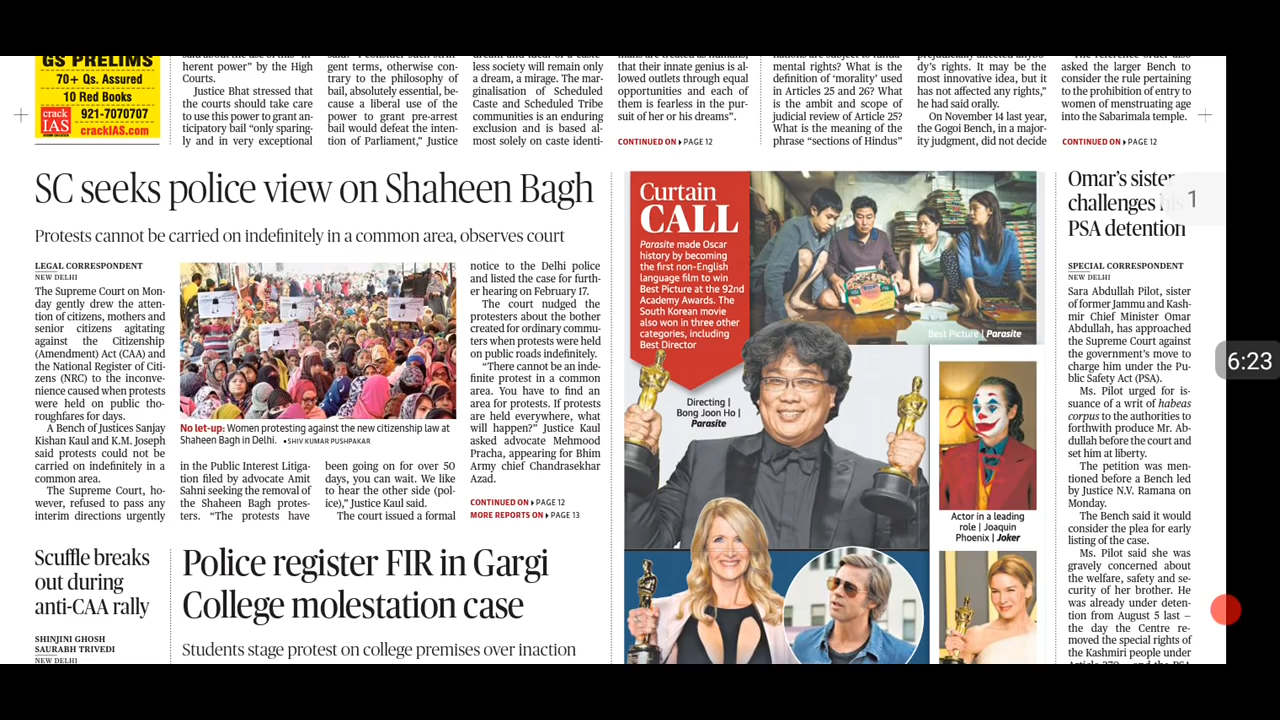 GS PRELIMS
70+ Qs. Assured
10 Red Books
crack
IAS
921-7070707
crackIAS.com
herent power” by the High
Courts.
Justice Bhat stressed that
the courts should take care
to use this power to grant an-
ticipatory bail “only sparing-
ly and in very exceptional
gent terms, otherwise con-
trary to the philosophy of
bail, absolutely essential, be-
cause a liberal use of the
power to grant pre-arrest
bail would defeat the inten-
tion of Parliament,” Justice
less society will remain only
a dream, a mirage. The mar-
ginalisation of Scheduled
Caste and Scheduled Tribe
communities is an enduring
exclusion and is based al-
most solely on caste identi-
that their innate genius is al-
lowed outlets through equal
opportunities and each of
them is fearless in the pur-
suit of her or his dreams”.
CONTINUED ON PAGE 12
mental rights? What is the
definition of ‘morality’ used
in Articles 25 and 26? What
is the ambit and scope of
judicial review of Article 25?
What is the meaning of the
phrase “sections of Hindus”
dy’s rights. It may be the
most innovative idea, but it
has not affected any rights,”
he had said orally.
On November 14 last year,
the Gogoi Bench, in a major-
ity judgment, did not decide
asked the larger Bench to
consider the rule pertaining
to the prohibition of entry to
women of menstruating age
into the Sabarimala temple.
CONTINUED ON PAGE 12
SC seeks police view on Shaheen Bagh
Protests cannot be carried on indefinitely in a common area, observes court
LEGAL CORRESPONDENT
NEW DELHI
The Supreme Court on Mon-
day gently drew the atten-
tion of citizens, mothers and
senior citizens agitating
against the Citizenship
(Amendment) Act (CAA) and
the National Register of Citi-
zens (NRC) to the inconve-
nience caused when protests
were held on public tho-
roughfares for days.
A Bench of Justices Sanjay
Kishan Kaul and K.M. Joseph
said protests could not be
carried on indefinitely in a
common area.
The Supreme Court, ho-
wever, refused to pass any
interim directions urgently
No let-up: Women protesting against the new citizenship law at
Shaheen Bagh in Delhi. •SHIV KUMAR PUSHPAKAR
in the Public Interest Litiga-
tion filed by advocate Amit
Sahni seeking the removal of
the Shaheen Bagh protes-
ters. “The protests have
been going on for over 50
days, you can wait. We like
to hear the other side (pol-
ice),” Justice Kaul said.
The court issued a formal
notice to the Delhi police
and listed the case for furth-
er hearing on February 17.
The court nudged the
protesters about the bother
created for ordinary commu-
ters when protests were held
on public roads indefinitely.
“There cannot be an inde-
finite protest in a common
area. You have to find an
area for protests. If protests
are held everywhere, what
will happen?” Justice Kaul
asked advocate Mehmood
Pracha, appearing for Bhim
Army chief Chandrasekhar
Azad.
CONTINUED ON PAGE 12
MORE REPORTS ON PAGE 13
Curtain
CALL
Parasite made Oscar
history by becoming
the first non-English
language film to win
Best Picture at the 92nd
Academy Awards. The
South Korean movie
also won in three other
categories, including
Best Director
Best Picture | Parasite
Directing |
Bong Joon Ho |
Parasite
Actor in a leading
role | Joaquin
Phoenix | Joker
Omar’s sister
challenges his
PSA detention
1
SPECIAL CORRESPONDENT
NEW DELHI
Sara Abdullah Pilot, sister
of former Jammu and Kash-
mir Chief Minister Omar
Abdullah, has approached
the Supreme Court against
the government’s move to
charge him under the Pu-
blic Safety Act (PSA).
Ms. Pilot urged for is-
suance of a writ of habeas
corpus to the authorities to
forthwith produce Mr. Ab-
dullah before the court and
set him at liberty.
The petition was men-
tioned before a Bench led
by Justice N.V. Ramana on
Monday.
The Bench said it would
consider the plea for early
listing of the case.
Ms. Pilot said she was
gravely concerned about
the welfare, safety and se-
curity of her brother. He
was already under deten-
tion from August 5 last –
the day the Centre re-
moved the special rights of
the Kashmiri people under
6:23
Scuffle breaks
out during
anti-CAA rally
SHINJINI GHOSH
SAURABH TRIVEDI
NEW DELHI
Police register FIR in Gargi
College molestation case
Students stage protest on college premises over inaction